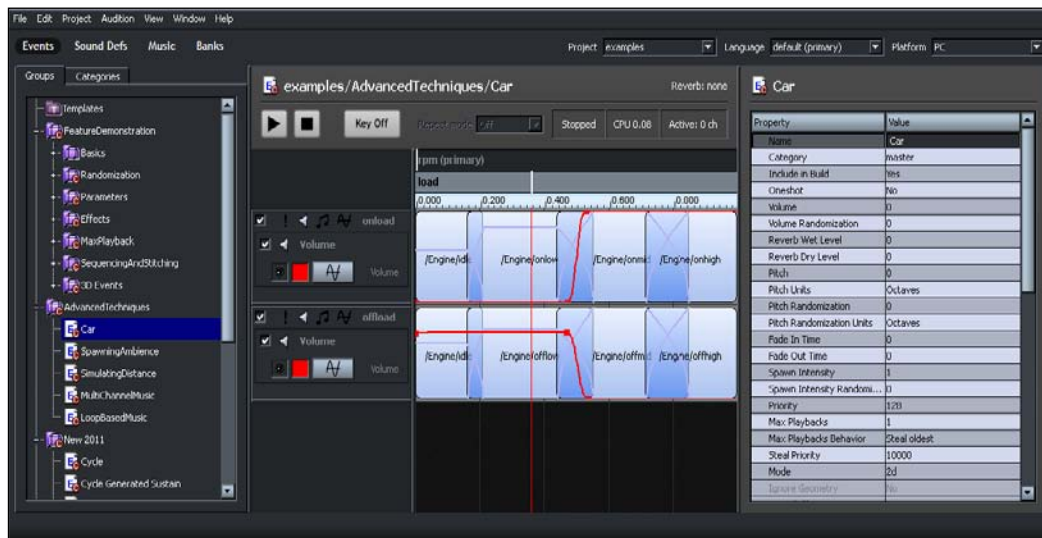 File Edit Project Audition View Window Help
Events Sound Defs Music Banks
Project examples Language default (primary) Platform PC
Groups Categories
Templates
FeatureDemonstration
Basics
Randomization
Parameters
Effects
MaxPlayback
SequencingAndStitching
3D Events
AdvancedTechniques
Car
SpawningAmbience
SimulatingDistance
MultiChannelMusic
LoopBasedMusic
New 2011
Cycle
Cycle Generated Sustain
examples/AdvancedTechniques/Car Reverb: none
Key Off Repeat mode Off Stopped CPU 0.08 Active: 0 ch
rpm (primary)
load
0.000 0.200 0.400 0.600 0.000
onload
Volume
Volume
/Engine/idl /Engine/onlow /Engine/onmid /Engine/onhigh
offload
Volume
Volume
/Engine/idl /Engine/offlow /Engine/offmid /Engine/offhigh
Car
Property Value
Name Car
Category master
Include in Build Yes
Oneshot No
Volume 0
Volume Randomization 0
Reverb Wet Level 0
Reverb Dry Level 0
Pitch 0
Pitch Units Octaves
Pitch Randomization 0
Pitch Randomization Units Octaves
Fade In Time 0
Fade Out Time 0
Spawn Intensity 1
Spawn Intensity Randomi... 0
Priority 128
Max Playbacks 1
Max Playbacks Behavior Steal oldest
Steal Priority 10000
Mode 2d
Ignore Geometry No